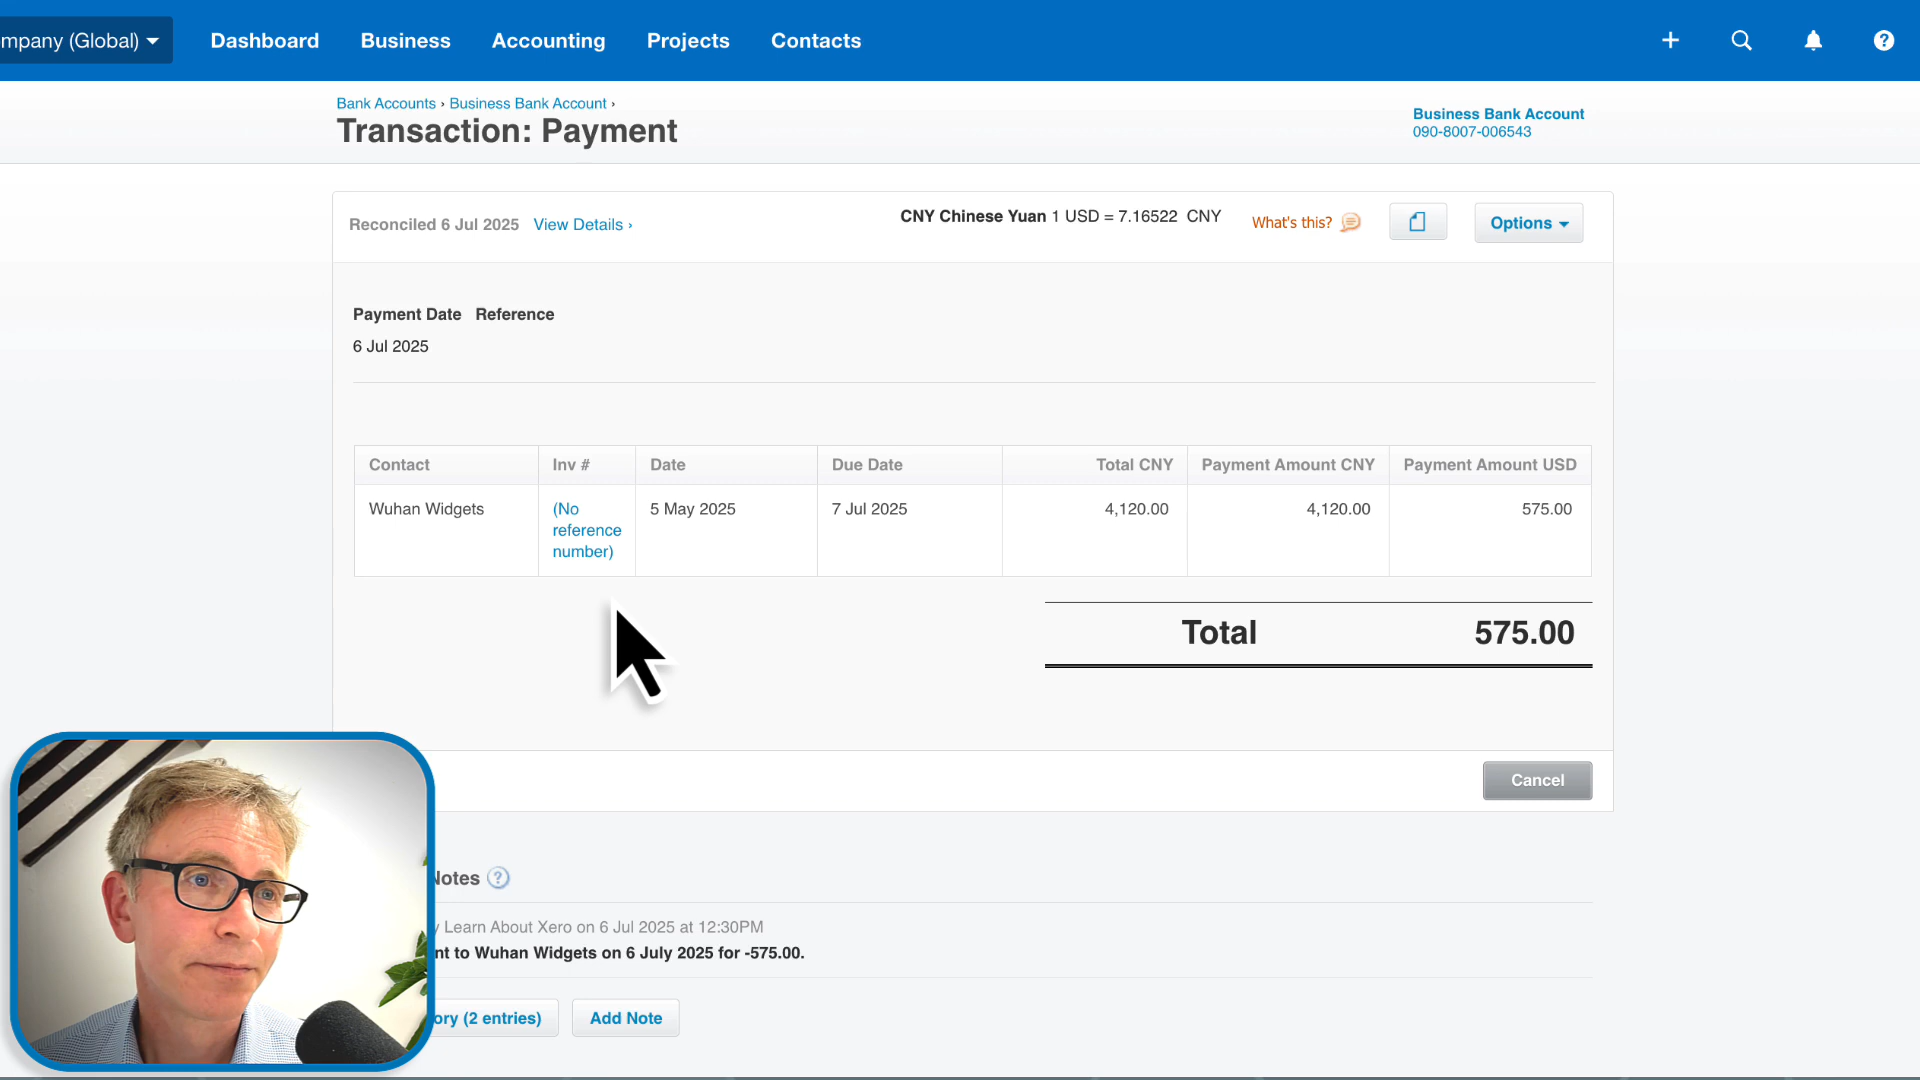 mpany (Global)
Dashboard
Business
Accounting
Projects
Contacts
Bank Accounts › Business Bank Account ›
Transaction: Payment
Business Bank Account
090-8007-006543
Reconciled 6 Jul 2025 View Details ›
CNY Chinese Yuan 1 USD = 7.16522 CNY
What's this?
Options
Payment Date Reference
6 Jul 2025
Contact Inv # Date Due Date Total CNY Payment Amount CNY Payment Amount USD
Wuhan Widgets (No 5 May 2025 7 Jul 2025 4,120.00 4,120.00 575.00
reference
number)
Total 575.00
Cancel
Notes ?
y Learn About Xero on 6 Jul 2025 at 12:30PM
nt to Wuhan Widgets on 6 July 2025 for -575.00.
ory (2 entries)
Add Note